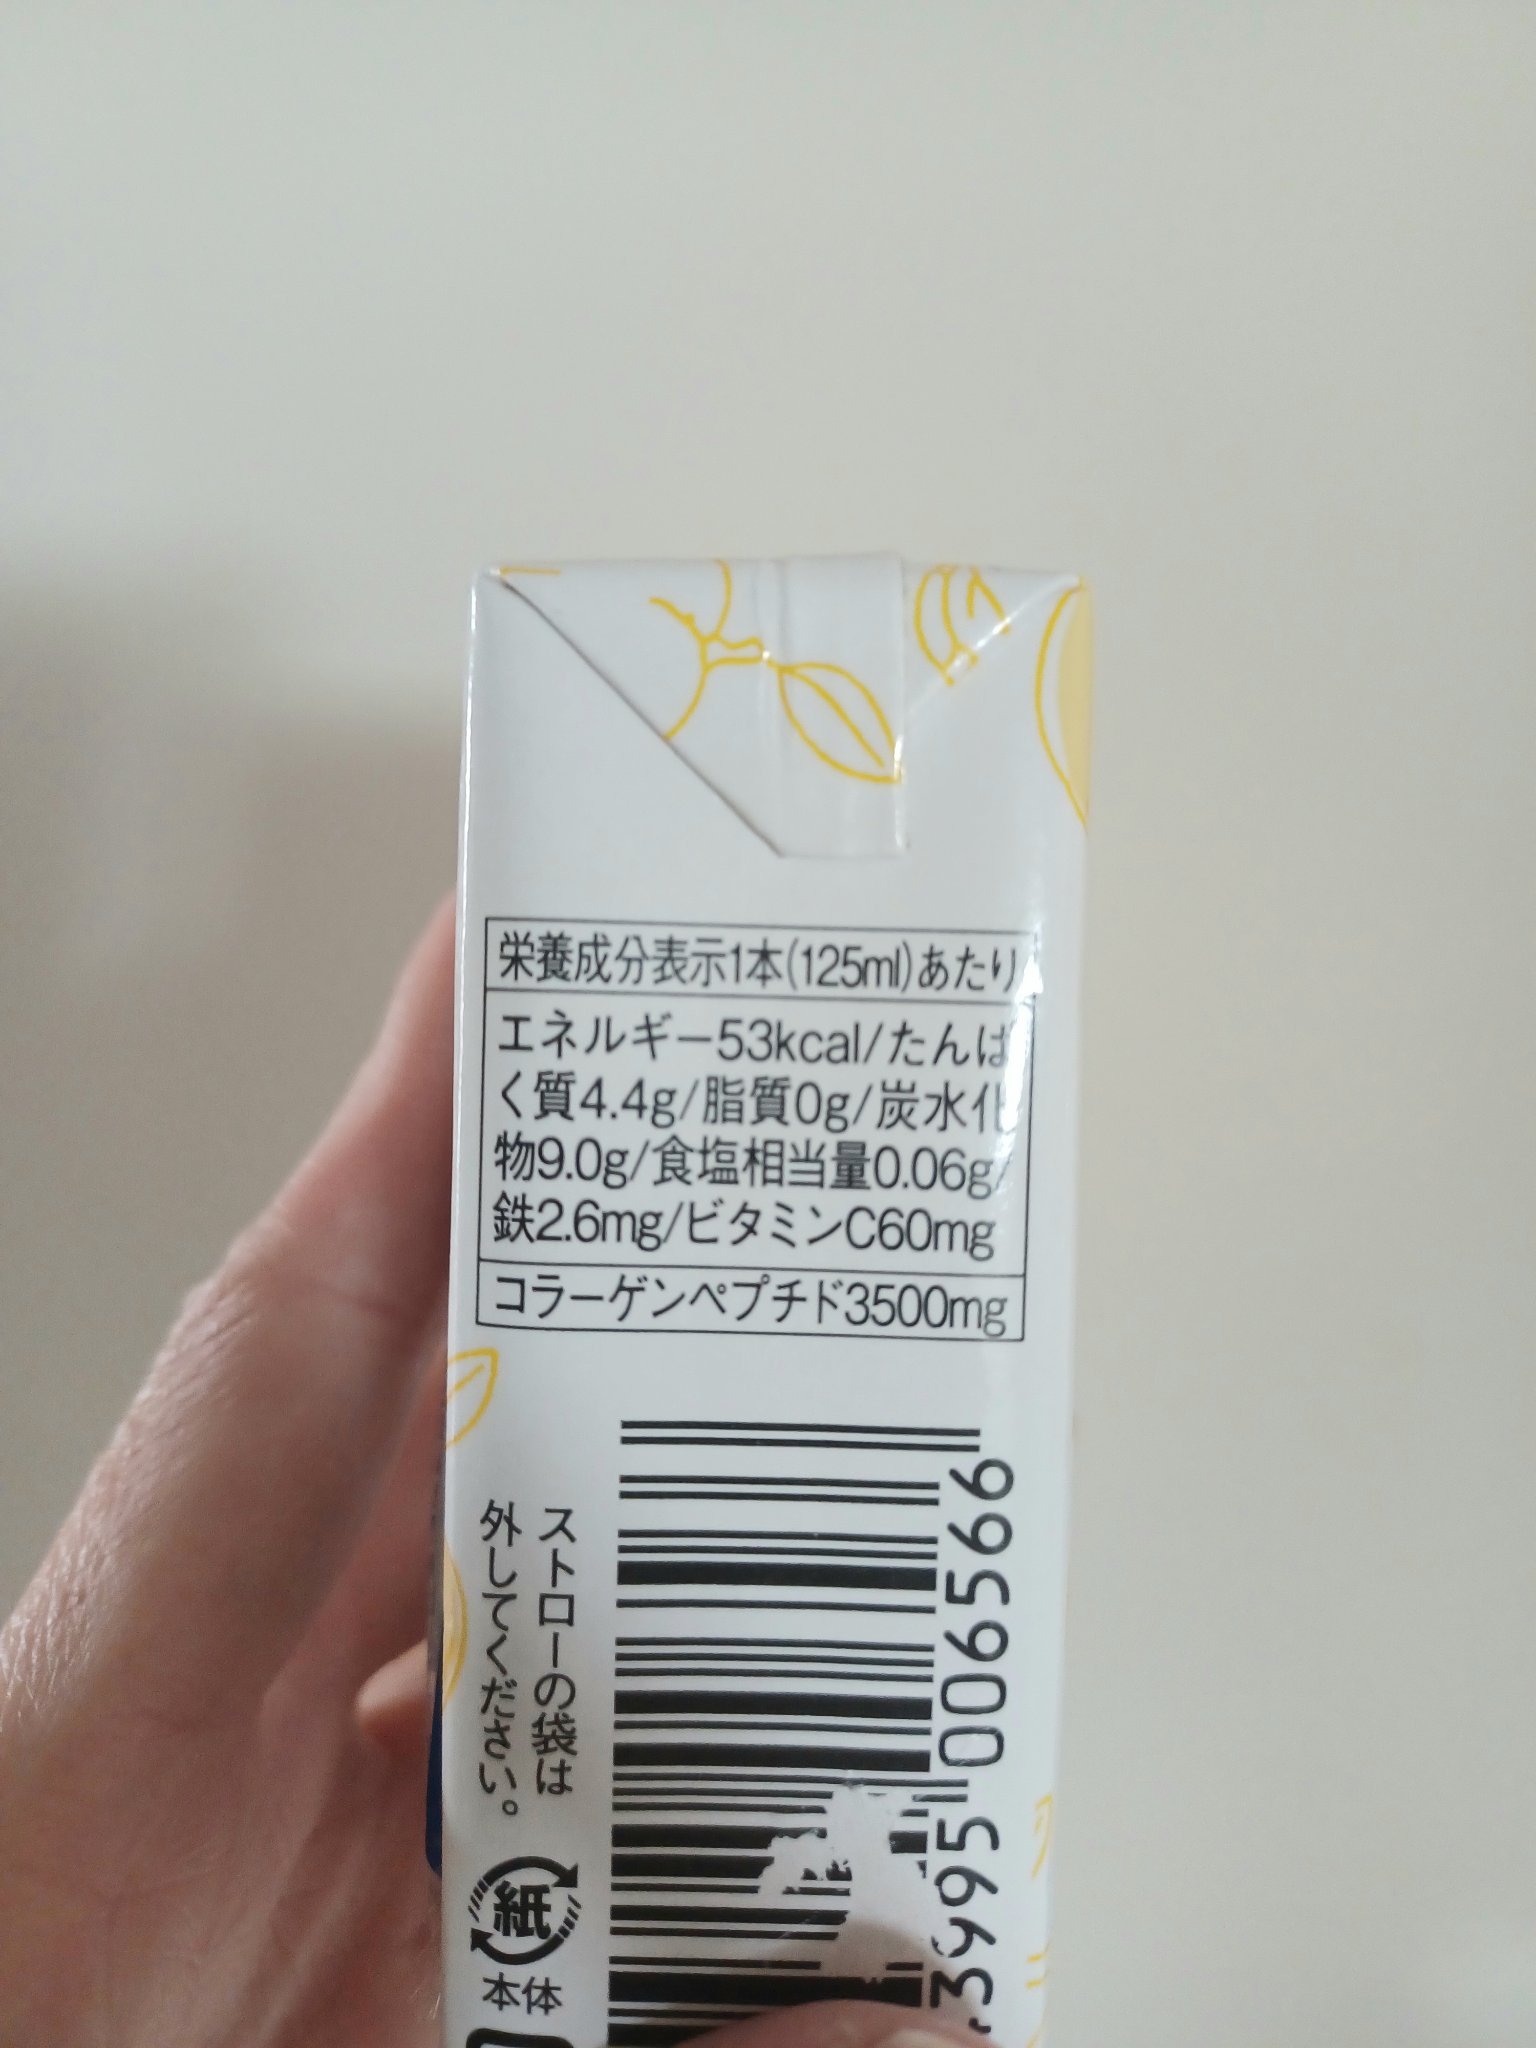 栄養成分表示1本(125ml)あたり
エネルギー53kcal/たんぱ
く質4.4g/脂質0g/炭水化
物9.0g/食塩相当量0.06g/
鉄2.6mg/ビタミンC60mg
コラーゲンペプチド3500mg
ストローの袋は
外してください。
3995 006566
紙
本体